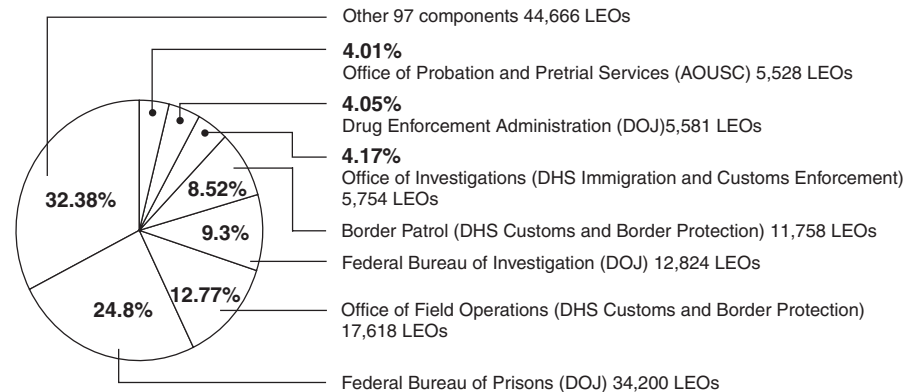 Other 97 components 44,666 LEOs
4.01%
Office of Probation and Pretrial Services (AOUSC) 5,528 LEOs
4.05%
Drug Enforcement Administration (DOJ)5,581 LEOs
4.17%
Office of Investigations (DHS Immigration and Customs Enforcement)
5,754 LEOs
8.52%
Border Patrol (DHS Customs and Border Protection) 11,758 LEOs
9.3%
Federal Bureau of Investigation (DOJ) 12,824 LEOs
12.77%
Office of Field Operations (DHS Customs and Border Protection)
17,618 LEOs
24.8%
Federal Bureau of Prisons (DOJ) 34,200 LEOs
32.38%